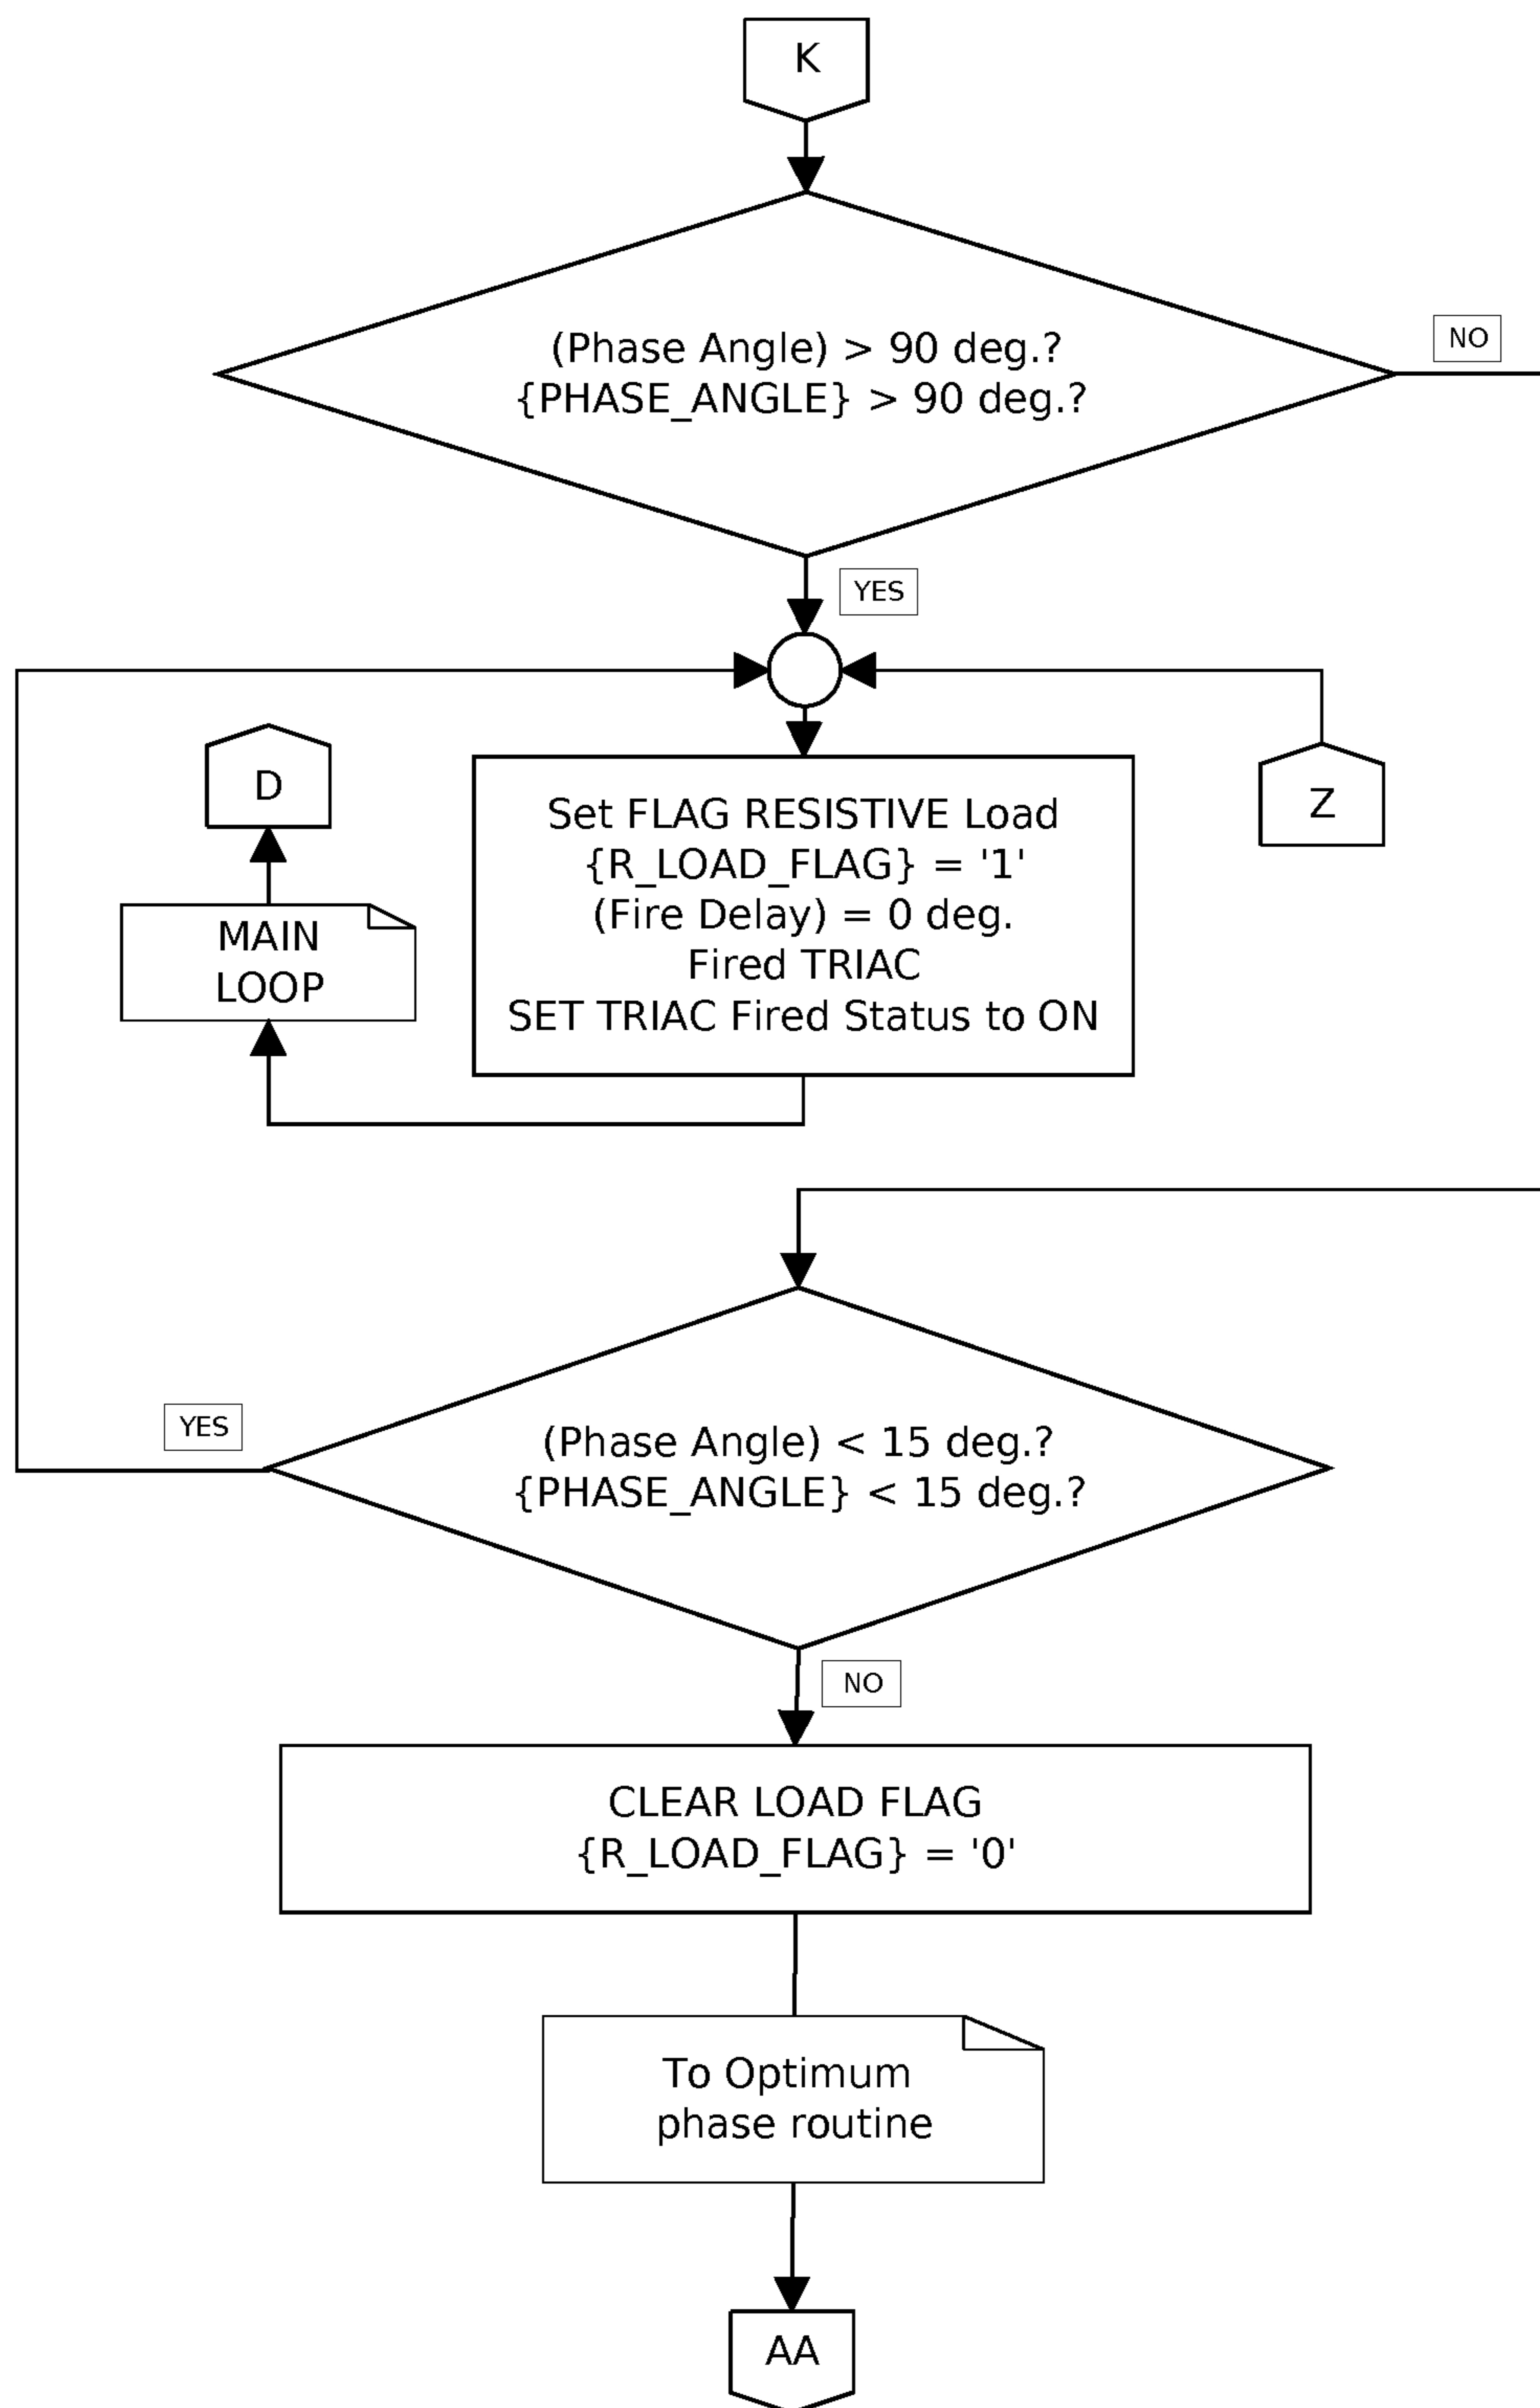 K
(Phase Angle) > 90 deg.?
{PHASE_ANGLE} > 90 deg.?
NO
YES
D
Z
Set FLAG RESISTIVE Load
{R_LOAD_FLAG} = '1'
(Fire Delay) = 0 deg.
Fired TRIAC
SET TRIAC Fired Status to ON
MAIN
LOOP
YES
(Phase Angle) < 15 deg.?
{PHASE_ANGLE} < 15 deg.?
NO
CLEAR LOAD FLAG
{R_LOAD_FLAG} = '0'
To Optimum
phase routine
AA